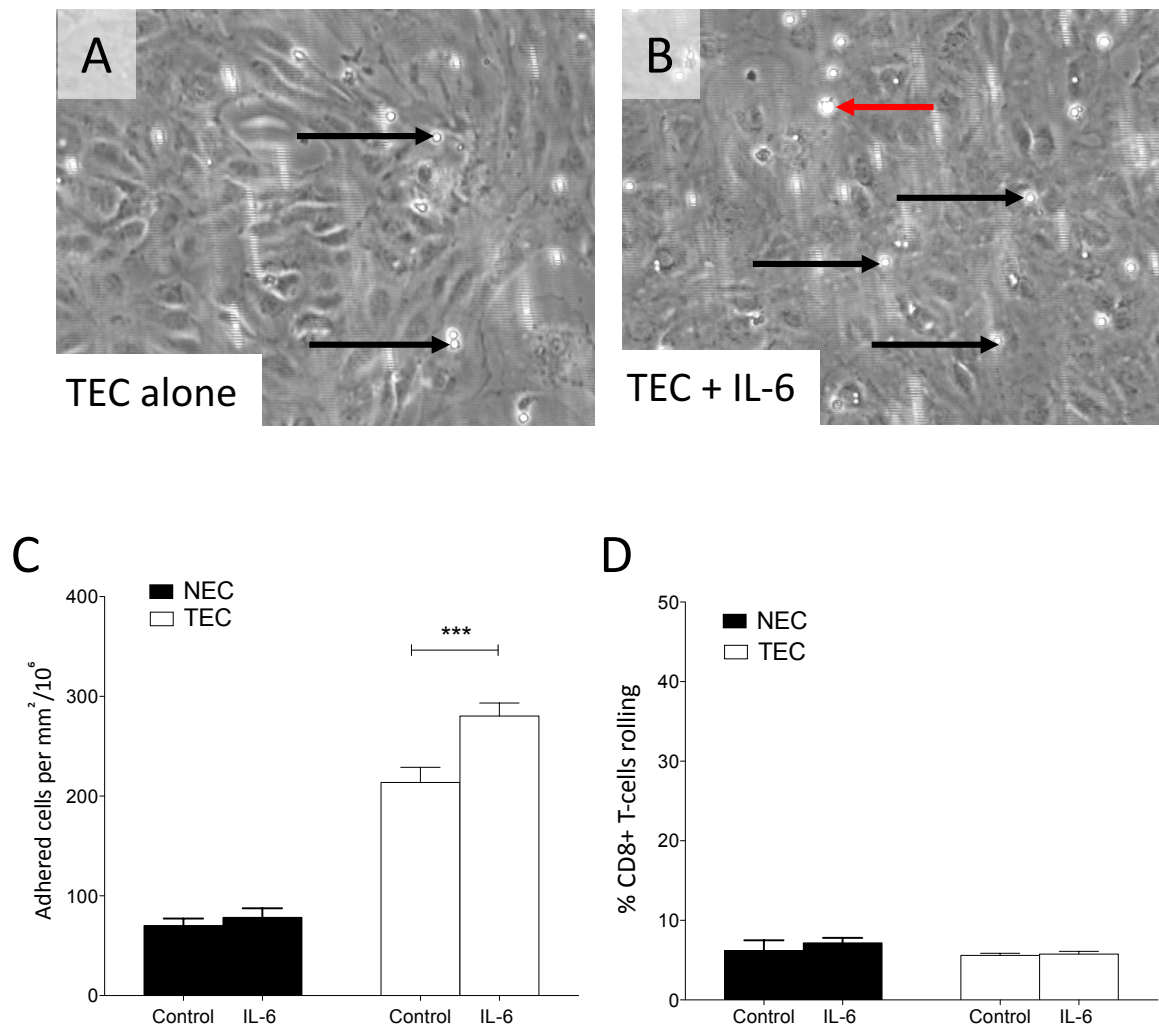 A
B
TEC alone
TEC + IL-6
C
NEC
TEC
400
300
200
100
0
Adhered cells per mm²/10⁶
***
Control IL-6 Control IL-6
D
NEC
TEC
50
40
30
20
10
0
% CD8+ T-cells rolling
Control IL-6 Control IL-6